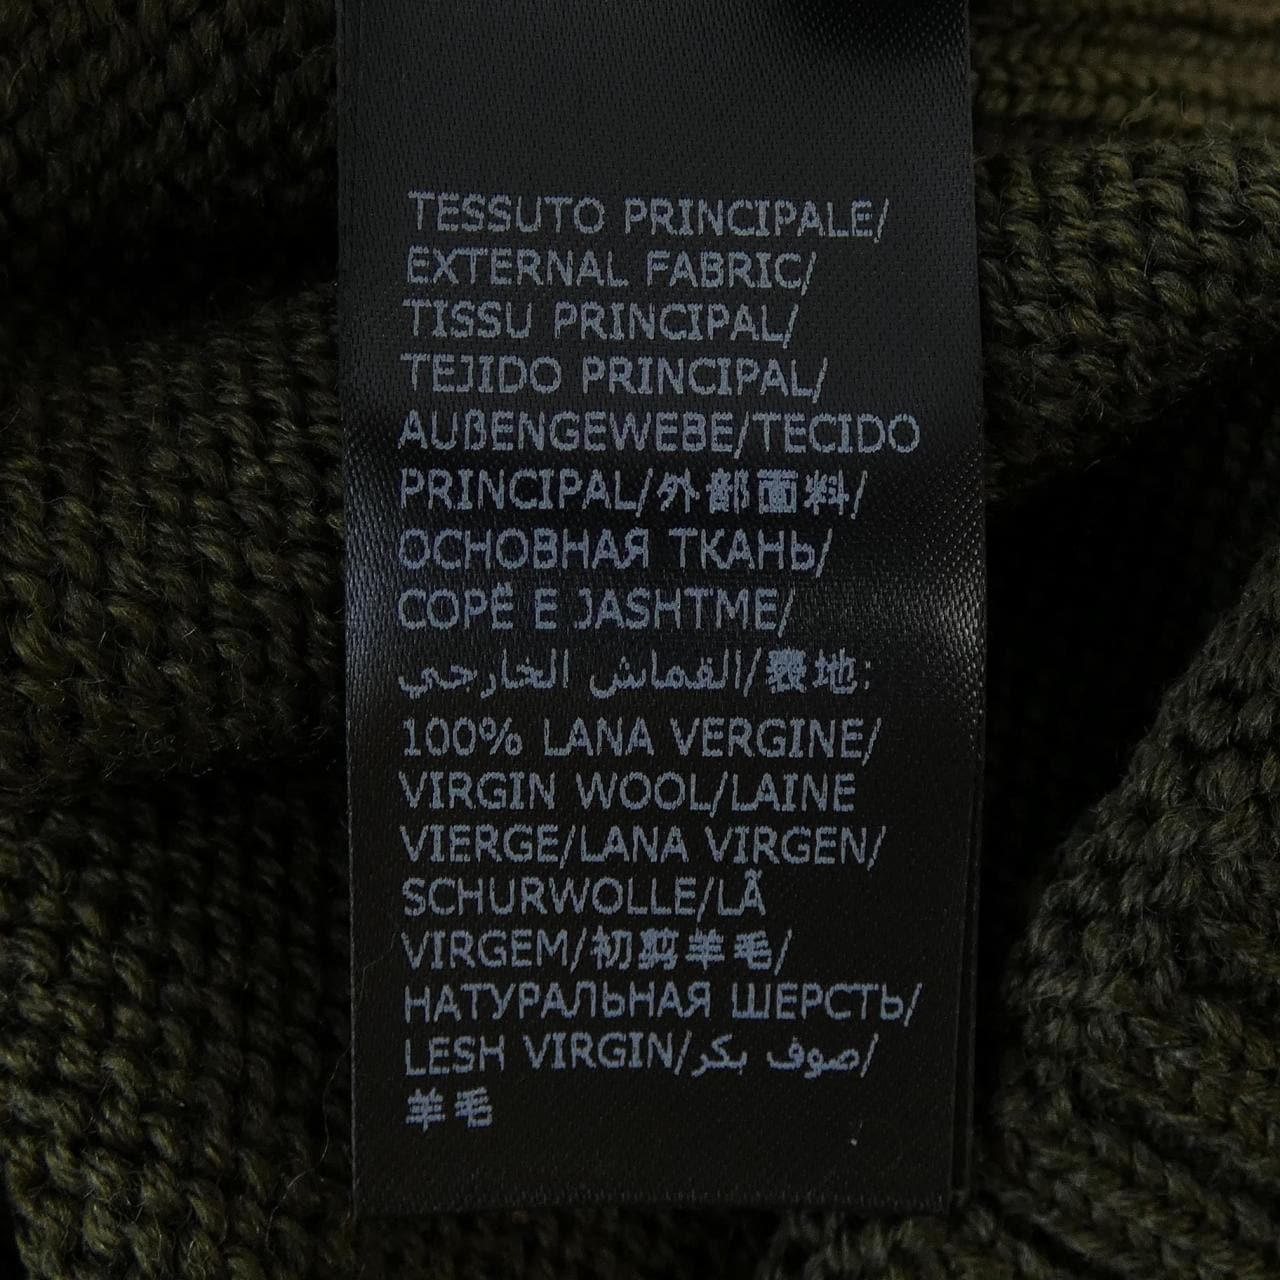 TESSUTO PRINCIPALE/
EXTERNAL FABRIC/
TISSU PRINCIPAL/
TEJIDO PRINCIPAL/
AUßENGEWEBE/TECIDO
PRINCIPAL/外部面料/
ОСНОВНАЯ ТКАНЬ/
COPË E JASHTME/
القماش الخارجي/表地:
100% LANA VERGINE/
VIRGIN WOOL/LAINE
VIERGE/LANA VIRGEN/
SCHURWOLLE/LÃ
VIRGEM/初剪羊毛/
НАТУРАЛЬНАЯ ШЕРСТЬ/
LESH VIRGIN/صوف بكر/
羊毛